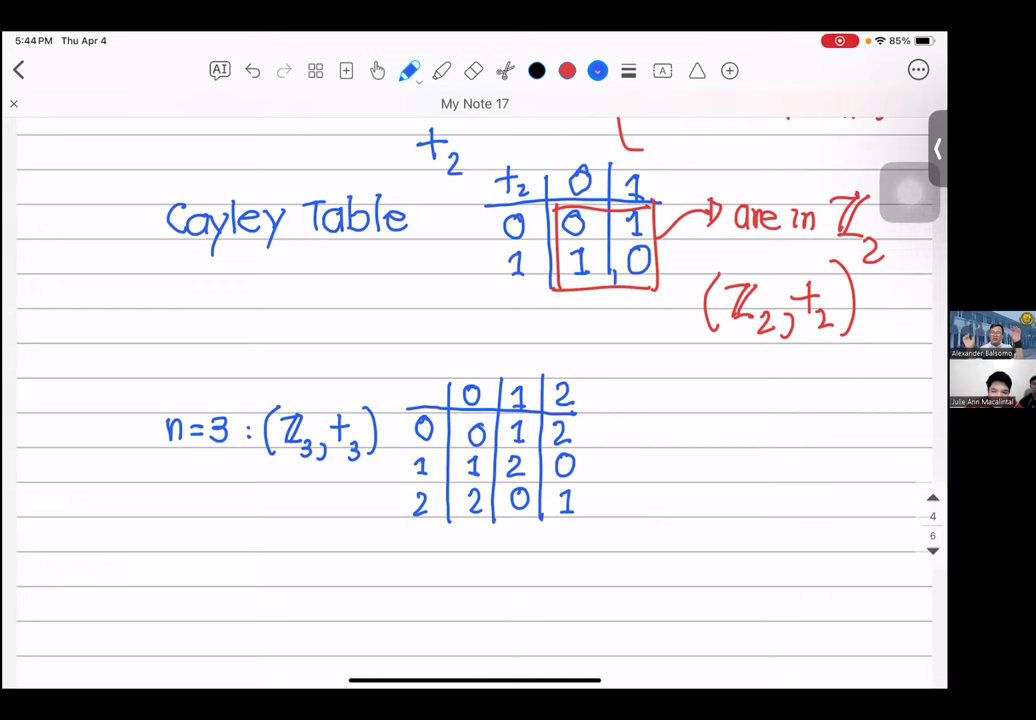 5:44 PM Thu Apr 4
85%
AI
A
My Note 17
+₂
+₂ 0 1
Cayley Table
0 0 1
1 1, 0
are in ℤ₂
(ℤ₂, +₂)
0 1 2
n = 3 : (ℤ₃, +₃)
0 0 1 2
1 1 2 0
2 2 0 1
4
6
Alexander Balsomo
Julie Ann Macalintal